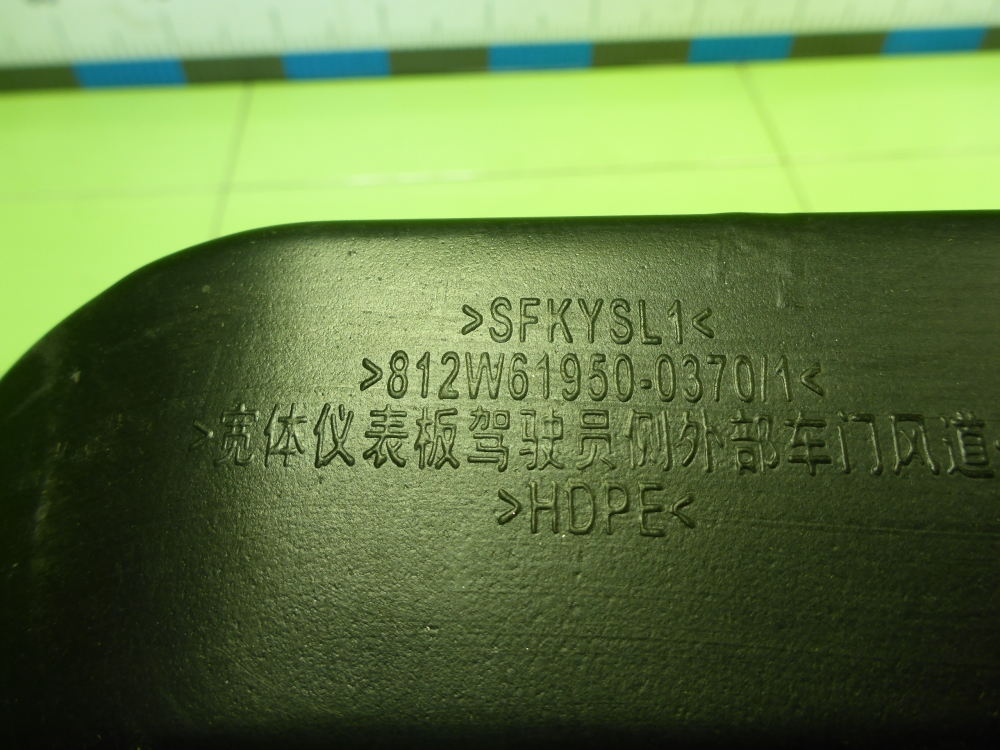 >SFKYSL1<
>812W61950-0370/1<
>宽体仪表板驾驶员侧外部车门风道<
>HDPE<